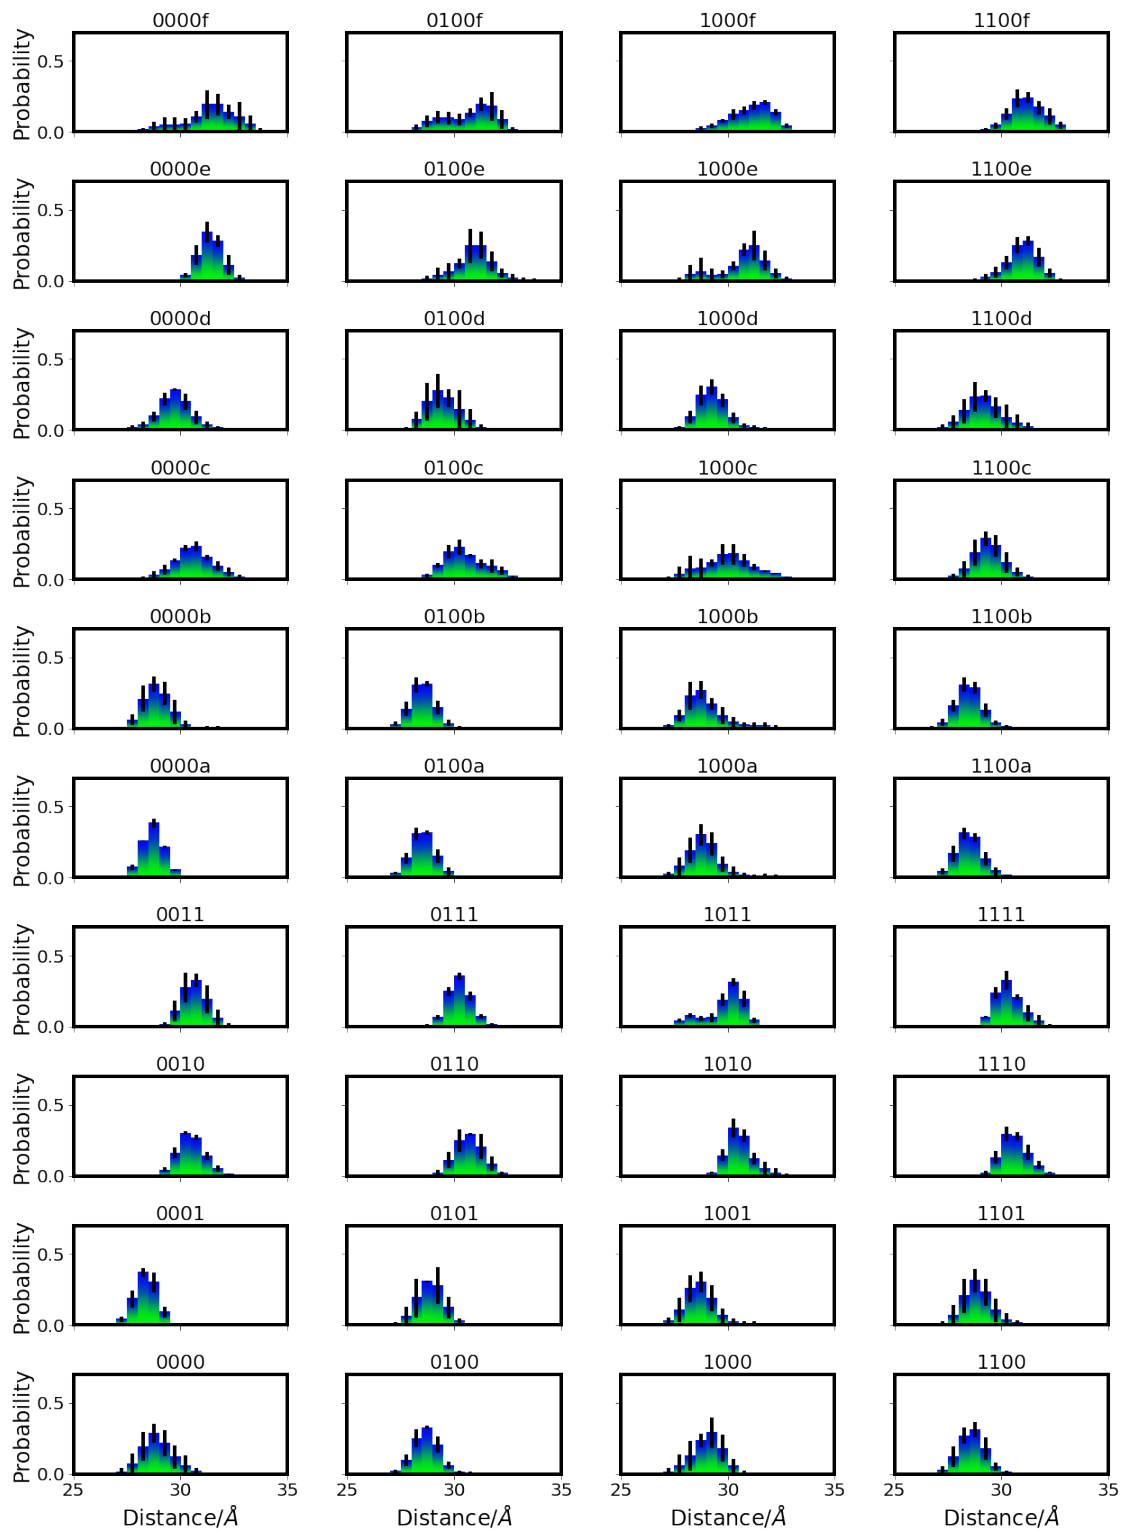 0000f 0100f 1000f 1100f
Probability
0.5
0.0
0000e 0100e 1000e 1100e
Probability
0.5
0.0
0000d 0100d 1000d 1100d
Probability
0.5
0.0
0000c 0100c 1000c 1100c
Probability
0.5
0.0
0000b 0100b 1000b 1100b
Probability
0.5
0.0
0000a 0100a 1000a 1100a
Probability
0.5
0.0
0011 0111 1011 1111
Probability
0.5
0.0
0010 0110 1010 1110
Probability
0.5
0.0
0001 0101 1001 1101
Probability
0.5
0.0
0000 0100 1000 1100
Probability
0.5
0.0
25 30 35 25 30 35 25 30 35 25 30 35
Distance/Å Distance/Å Distance/Å Distance/Å